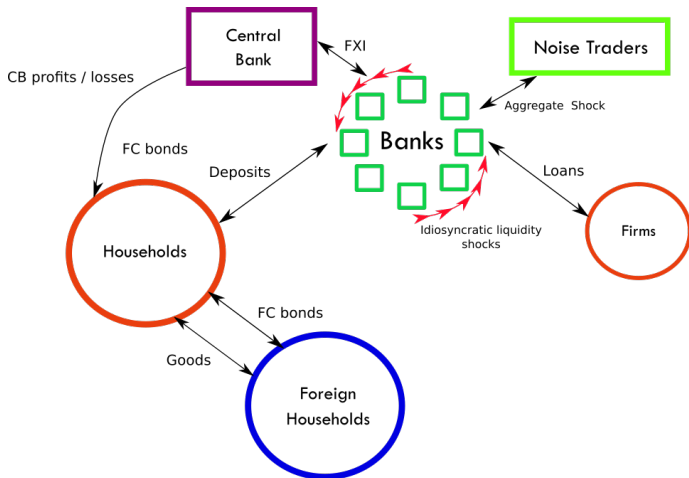 Central
Bank
FXI
Noise Traders
CB profits / losses
Aggregate Shock
Banks
FC bonds
Deposits
Loans
Idiosyncratic liquidity
shocks
Firms
Households
FC bonds
Goods
Foreign
Households